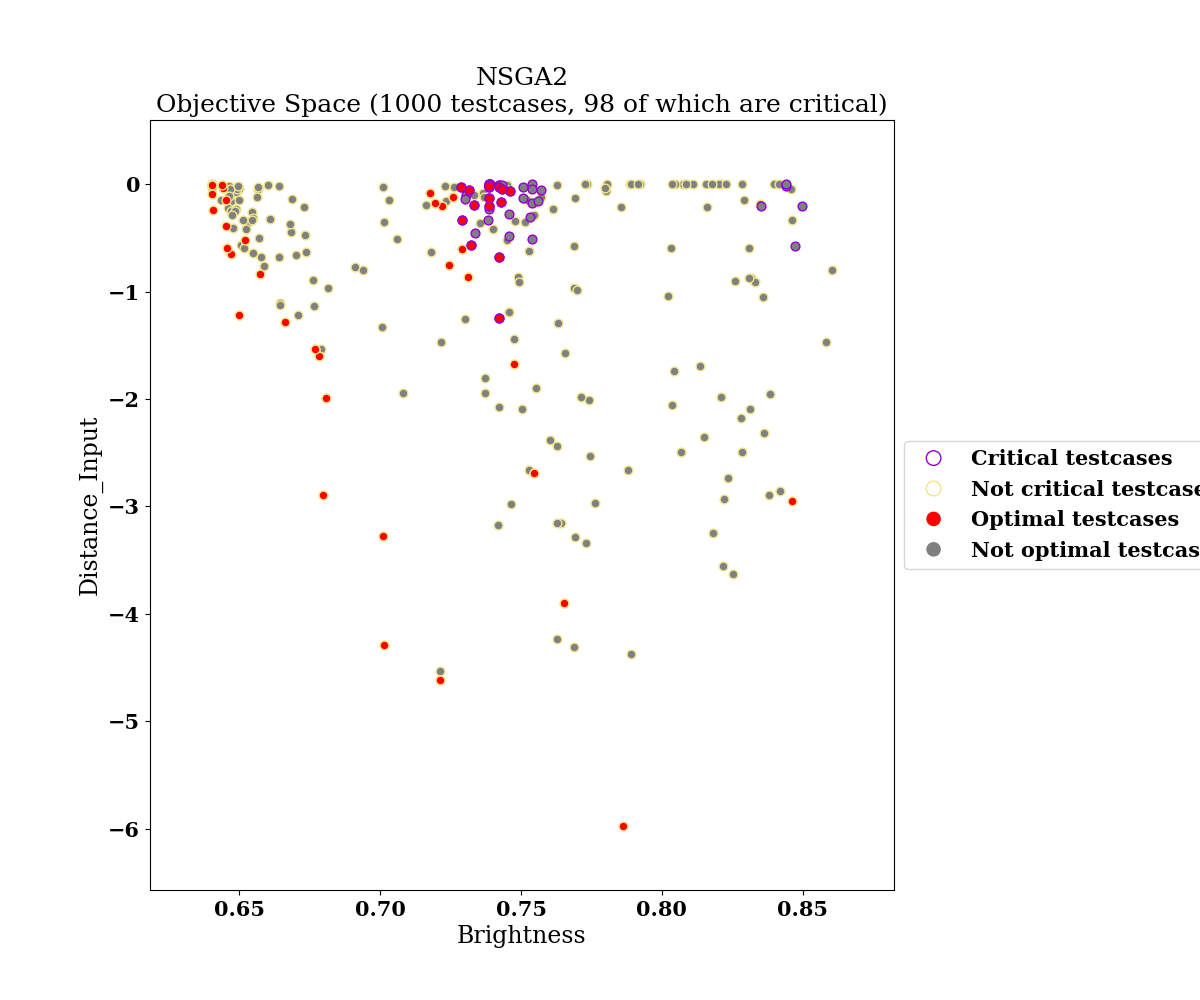 NSGA2
Objective Space (1000 testcases, 98 of which are critical)
0
−1
−2
−3
−4
−5
−6
Distance_Input
0.65 0.70 0.75 0.80 0.85
Brightness
Critical testcases
Not critical testcase
Optimal testcases
Not optimal testcas